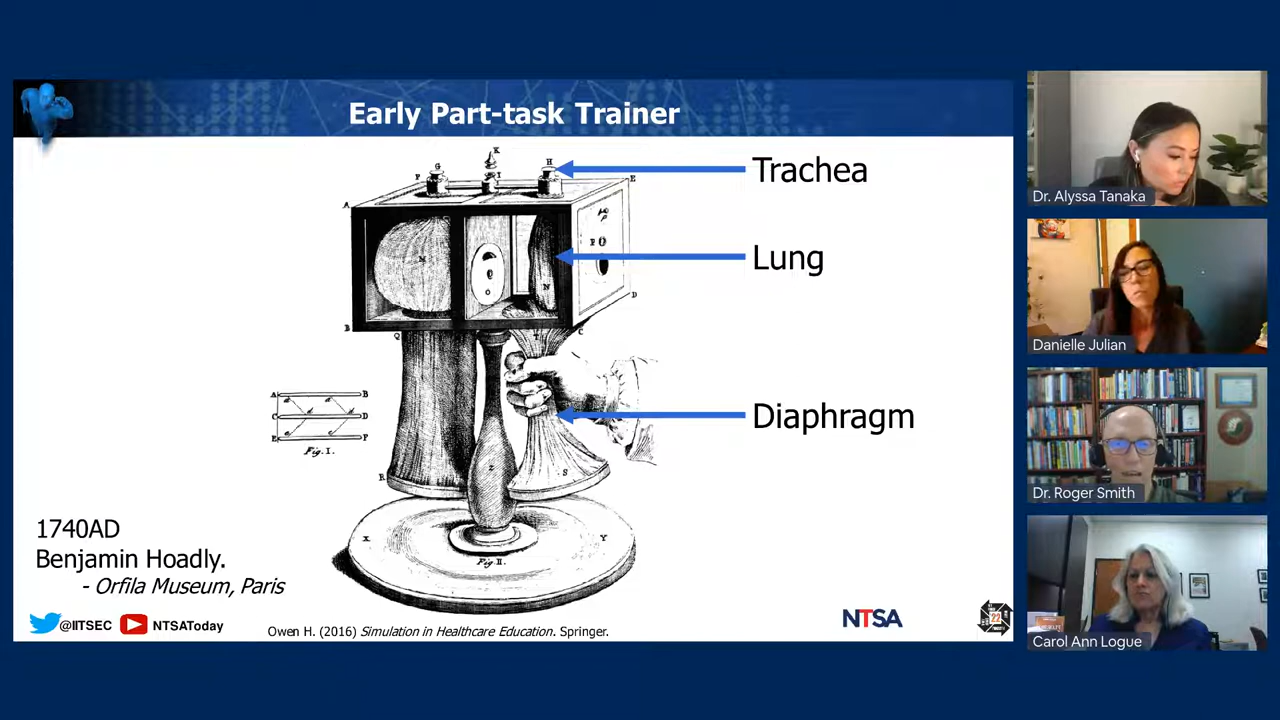 Early Part-task Trainer
Trachea
Lung
Diaphragm
K
G
H
F
I
E
A
M
N
D
B
Q
C
A
B
C
D
E
F
Fig. I.
R
Z
S
X
Y
Fig. II.
1740AD
Benjamin Hoadly.
- Orfila Museum, Paris
@IITSEC
NTSAToday
Owen H. (2016) Simulation in Healthcare Education. Springer.
NTSA
Dr. Alyssa Tanaka
Danielle Julian
Dr. Roger Smith
Carol Ann Logue